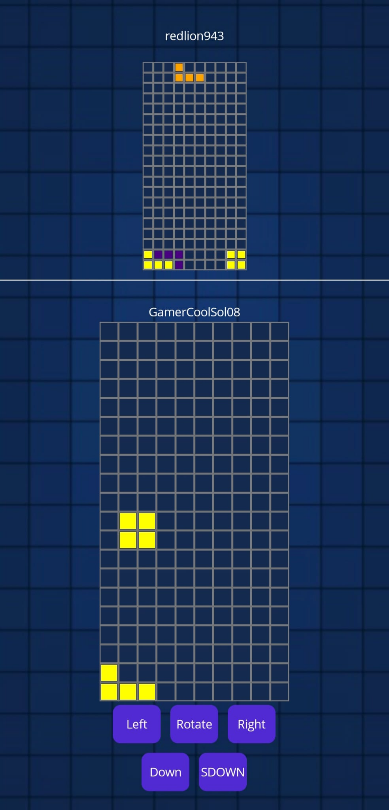 redlion943
GamerCoolSol08
Left Rotate Right
Down SDOWN